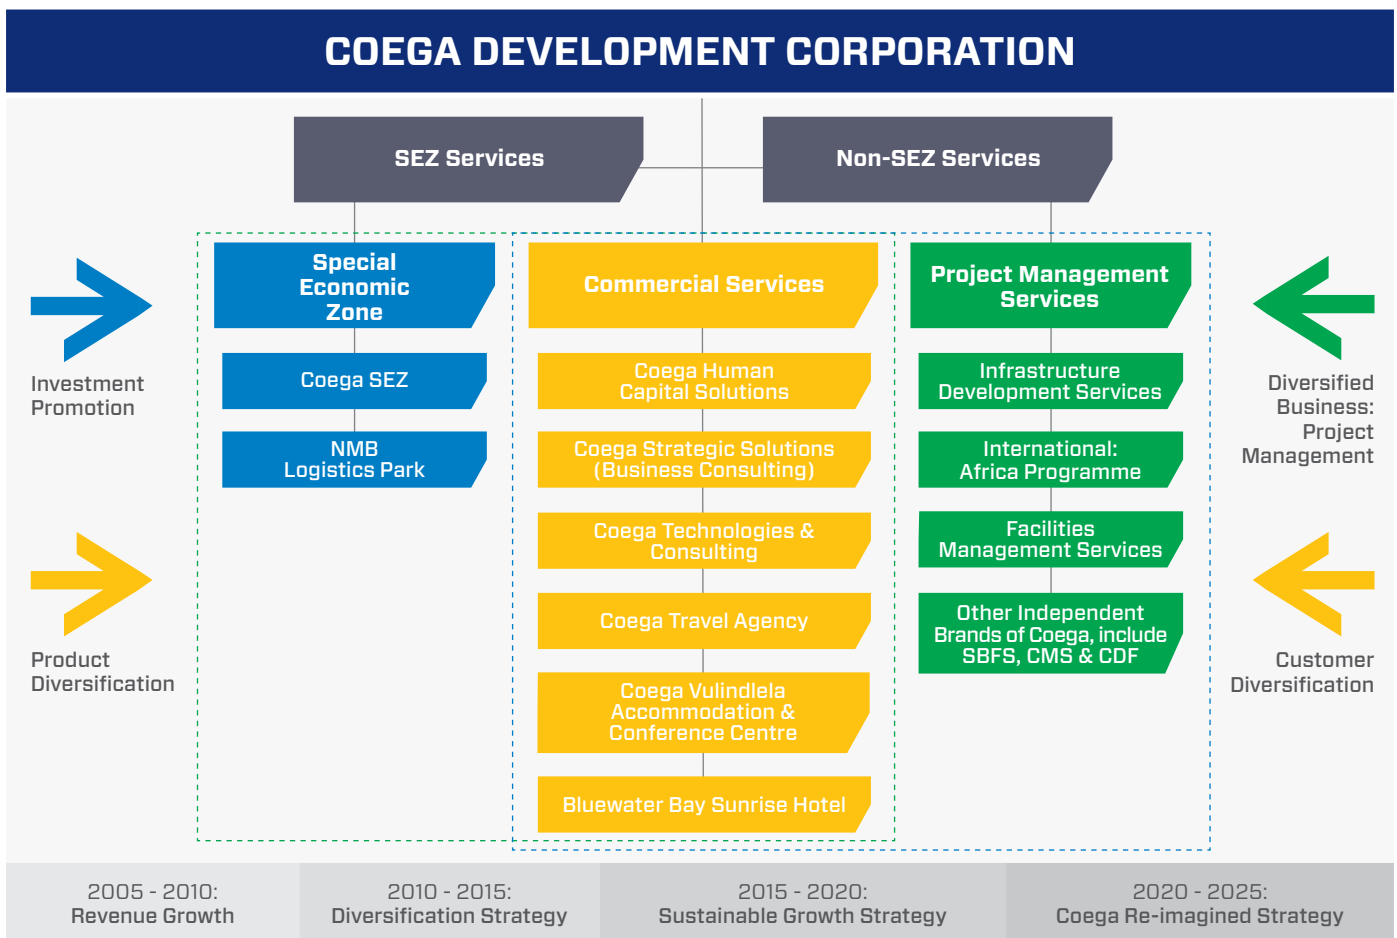 COEGA DEVELOPMENT CORPORATION
SEZ Services
Non-SEZ Services
Special
Economic
Zone
Commercial Services
Project Management
Services
Investment
Promotion
Product
Diversification
Coega SEZ
NMB
Logistics Park
Coega Human
Capital Solutions
Coega Strategic Solutions
(Business Consulting)
Coega Technologies &
Consulting
Coega Travel Agency
Coega Vulindlela
Accommodation &
Conference Centre
Bluewater Bay Sunrise Hotel
Infrastructure
Development Services
International:
Africa Programme
Facilities
Management Services
Other Independent
Brands of Coega, include
SBFS, CMS & CDF
Diversified
Business:
Project
Management
Customer
Diversification
2005 - 2010:
Revenue Growth
2010 - 2015:
Diversification Strategy
2015 - 2020:
Sustainable Growth Strategy
2020 - 2025:
Coega Re-imagined Strategy